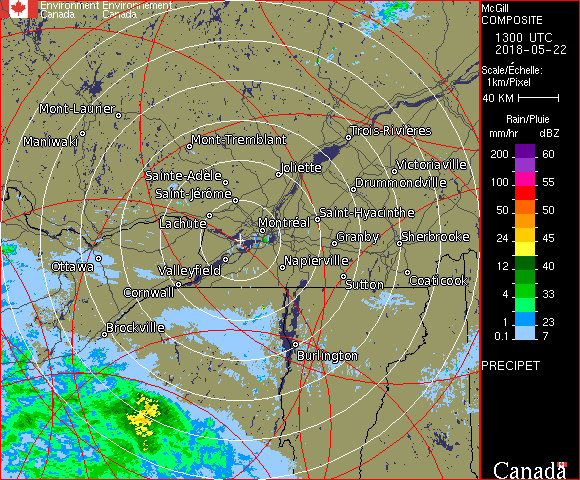 Environment Environnement
Canada Canada
McGill
COMPOSITE
1300 UTC
2018-05-22
Scale/Échelle:
1km/Pixel
40 KM
Rain/Pluie
mm/hr dBZ
200 60
150 57
100 55
50 50
24 45
12 40
4 33
1 23
0.1 7
PRECIPET
Canada
Mont-Laurier
Maniwaki
Mont-Tremblant
Trois-Rivières
Joliette
Victoriaville
Sainte-Adèle
Drummondville
Saint-Jérôme
Lachute
Saint-Hyacinthe
Montréal
Granby
Sherbrooke
Ottawa
Valleyfield
Napierville
Cornwall
Sutton
Coaticook
Brockville
Burlington